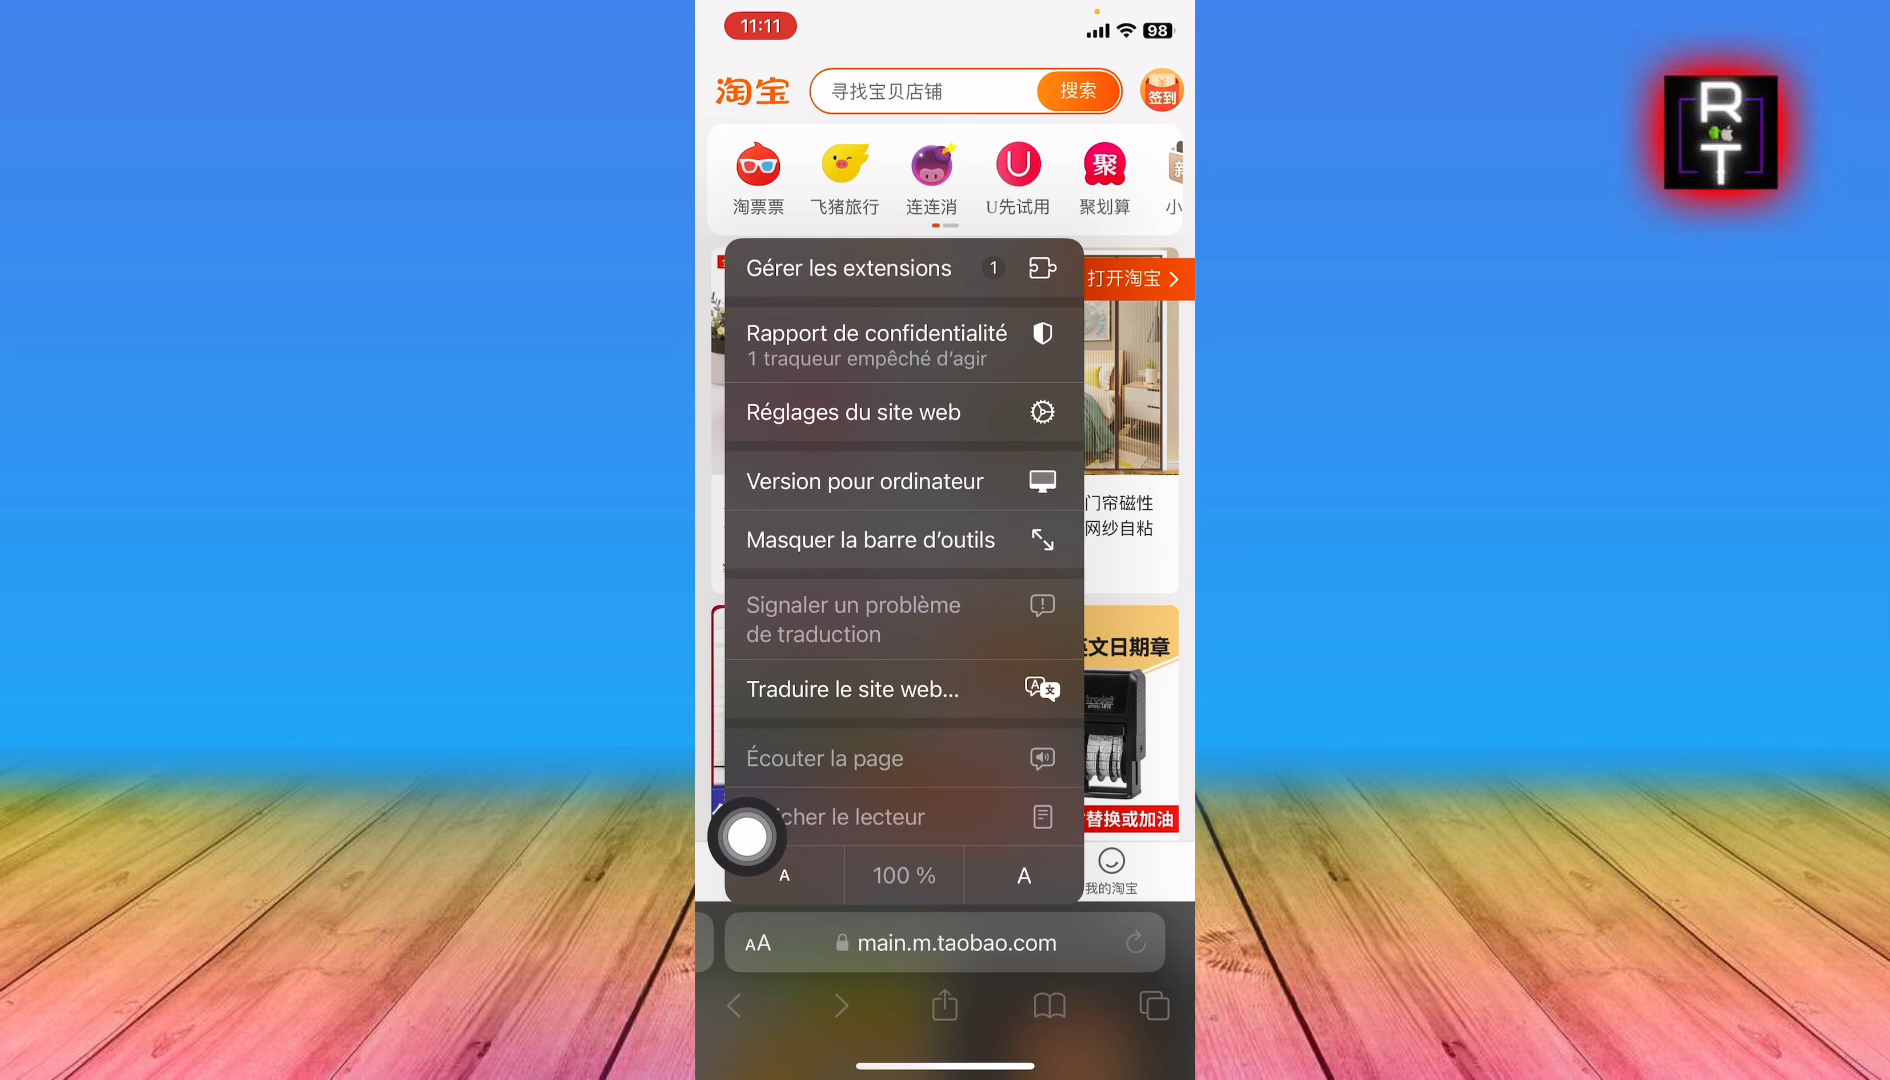 11:11
98
淘宝
寻找宝贝店铺
搜索
签到
R
T
聚
淘票票
飞猪旅行
连连消
U先试用
聚划算
小
Gérer les extensions
1
打开淘宝
Rapport de confidentialité
1 traqueur empêché d’agir
Réglages du site web
Version pour ordinateur
门帘磁性
网纱自粘
Masquer la barre d’outils
Signaler un problème
de traduction
文日期章
Traduire le site web...
Écouter la page
cher le lecteur
替换或加油
A
100 %
A
我的淘宝
AA
main.m.taobao.com